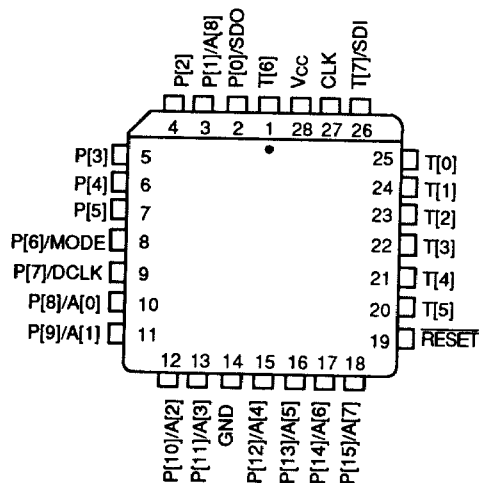 P[2]
P[1]/A[8]
P[0]/SDO
T[6]
VCC
CLK
T[7]/SDI
4 3 2 1 28 27 26
P[3] 5
P[4] 6
P[5] 7
P[6]/MODE 8
P[7]/DCLK 9
P[8]/A[0] 10
P[9]/A[1] 11
25 T[0]
24 T[1]
23 T[2]
22 T[3]
21 T[4]
20 T[5]
19 RESET
12 13 14 15 16 17 18
P[10]/A[2]
P[11]/A[3]
GND
P[12]/A[4]
P[13]/A[5]
P[14]/A[6]
P[15]/A[7]